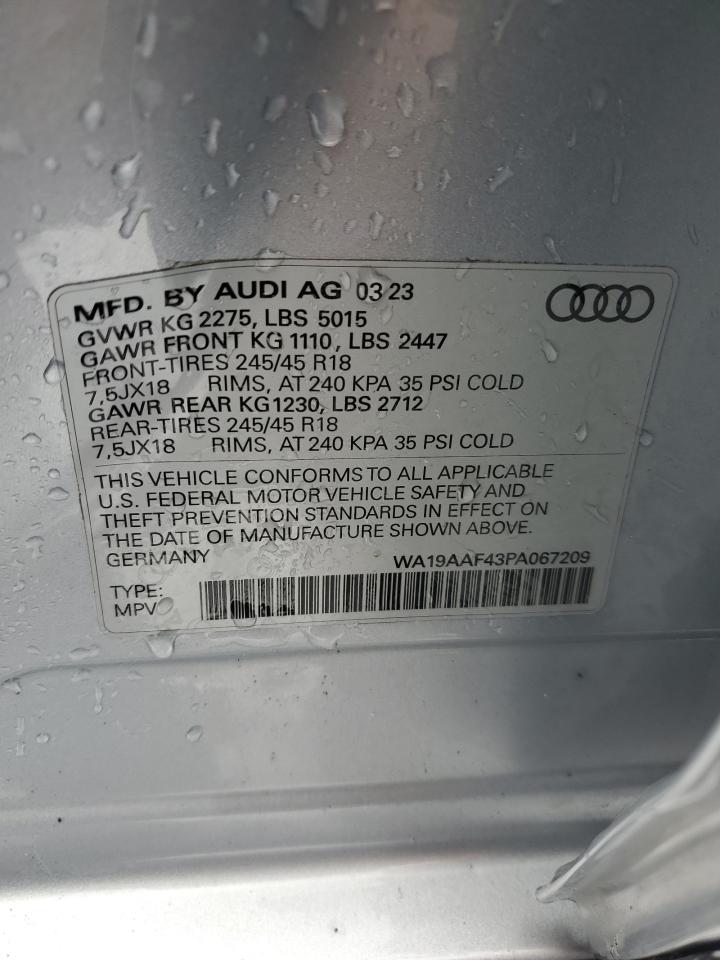 MFD. BY AUDI AG 03 23
GVWR KG 2275, LBS 5015
GAWR FRONT KG 1110, LBS 2447
FRONT-TIRES 245/45 R18
7,5JX18 RIMS, AT 240 KPA 35 PSI COLD
GAWR REAR KG1230, LBS 2712
REAR-TIRES 245/45 R18
7,5JX18 RIMS, AT 240 KPA 35 PSI COLD
THIS VEHICLE CONFORMS TO ALL APPLICABLE
U.S. FEDERAL MOTOR VEHICLE SAFETY AND
THEFT PREVENTION STANDARDS IN EFFECT ON
THE DATE OF MANUFACTURE SHOWN ABOVE.
GERMANY WA19AAF43PA067209
TYPE:
MPV